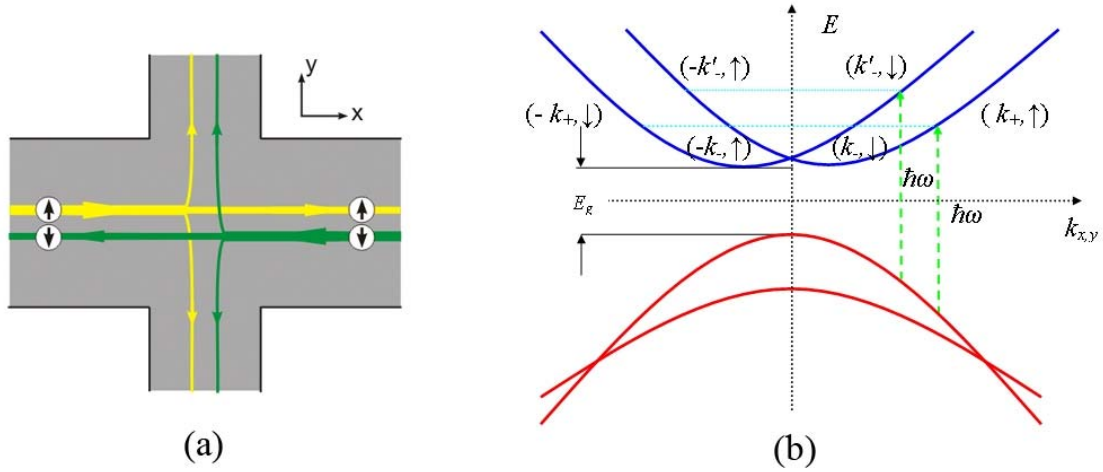 y
x
(a)
E
(-k'₋,↑)
(k'₋,↓)
(- k₊,↓)
(k₊,↑)
(-k₋,↑)
(k₋,↓)
ħω
E_g
ħω
k_{x,y}
(b)